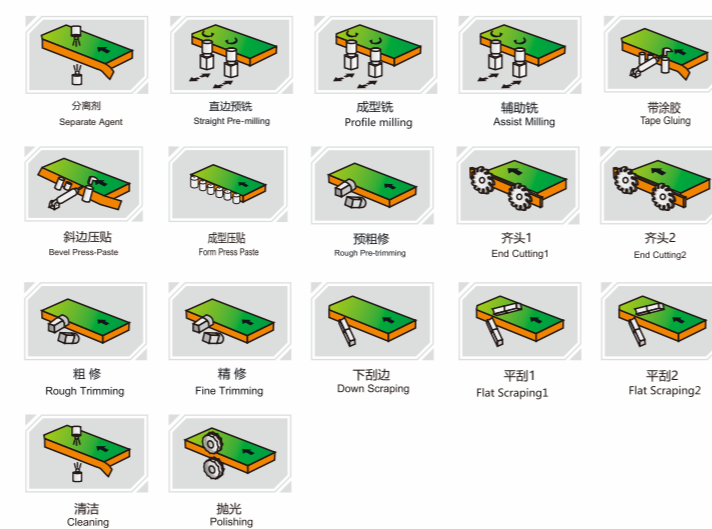 分离剂
Separate Agent
直边预铣
Straight Pre-milling
成型铣
Profile milling
辅助铣
Assist Milling
带涂胶
Tape Gluing
斜边压贴
Bevel Press-Paste
成型压贴
Form Press Paste
预粗修
Rough Pre-trimming
齐头1
End Cutting1
齐头2
End Cutting2
粗 修
Rough Trimming
精 修
Fine Trimming
下刮边
Down Scraping
平刮1
Flat Scraping1
平刮2
Flat Scraping2
清洁
Cleaning
抛光
Polishing